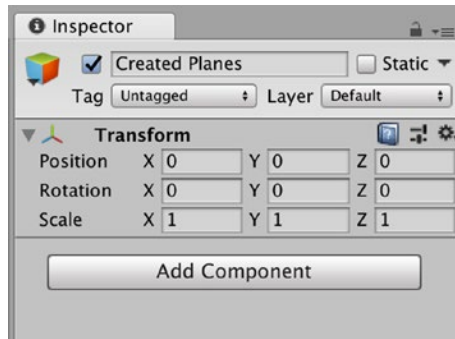 Inspector
Created Planes Static
Tag Untagged Layer Default
Transform
Position X 0 Y 0 Z 0
Rotation X 0 Y 0 Z 0
Scale X 1 Y 1 Z 1
Add Component